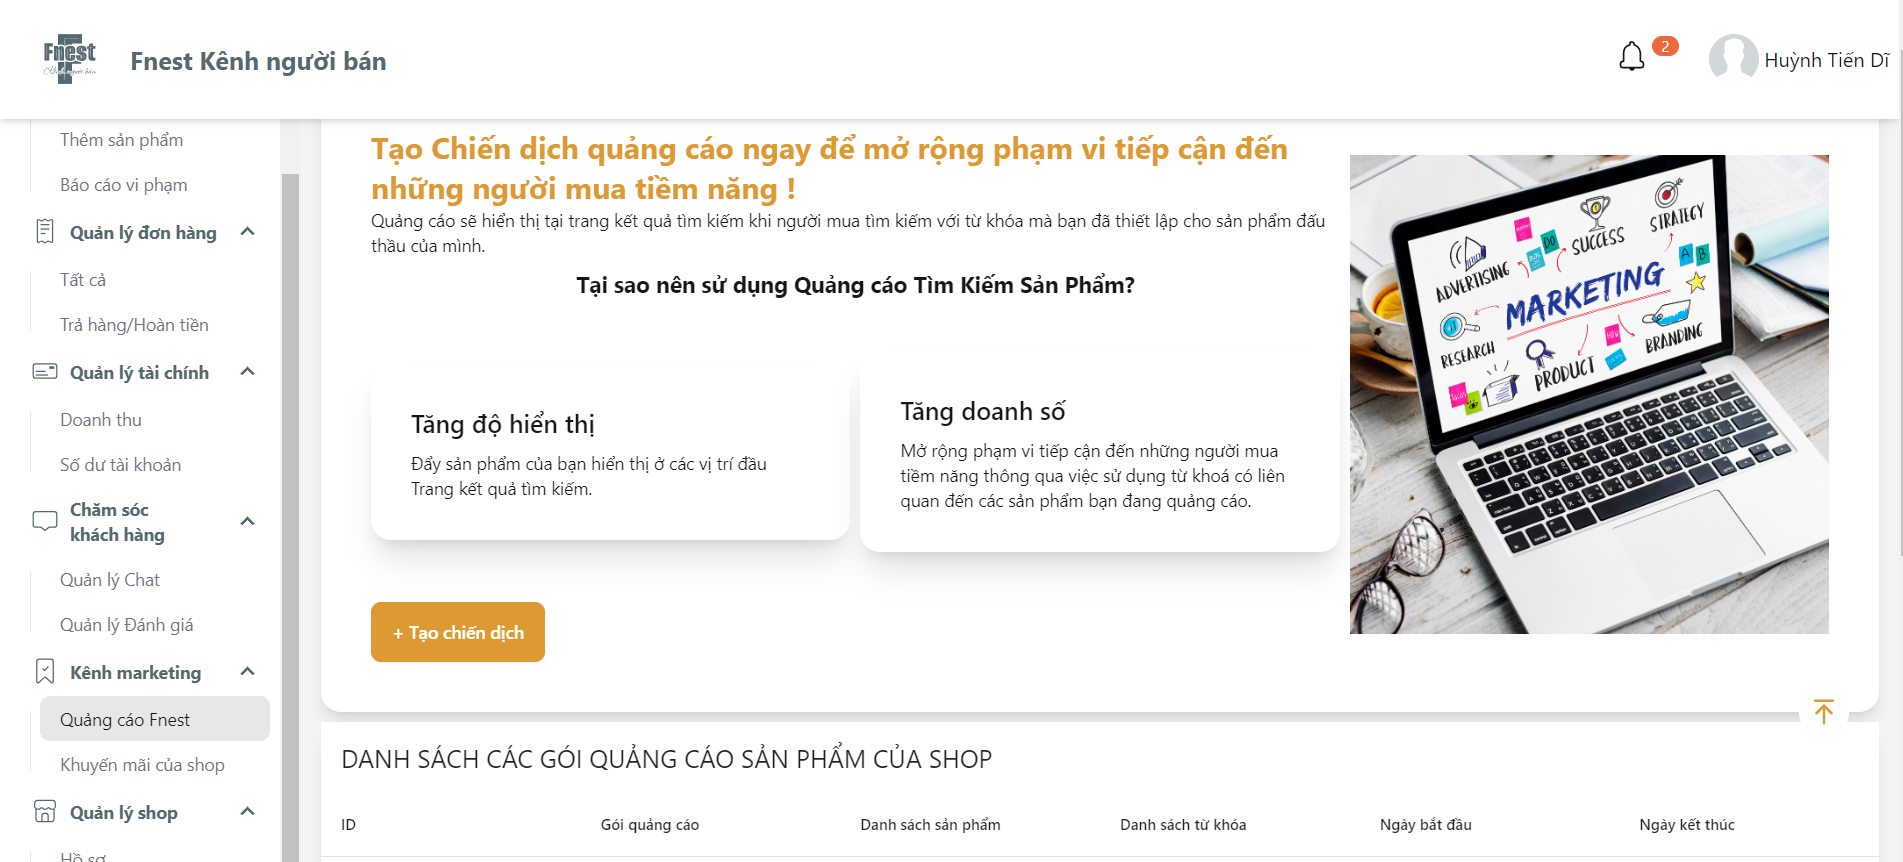 Fnest
Kênh người bán
Fnest Kênh người bán
2
Huỳnh Tiến Dĩ
Thêm sản phẩm
Báo cáo vi phạm
Quản lý đơn hàng
Tất cả
Trả hàng/Hoàn tiền
Quản lý tài chính
Doanh thu
Số dư tài khoản
Chăm sóc
khách hàng
Quản lý Chat
Quản lý Đánh giá
Kênh marketing
Quảng cáo Fnest
Khuyến mãi của shop
Quản lý shop
Hồ sơ
Tạo Chiến dịch quảng cáo ngay để mở rộng phạm vi tiếp cận đến
những người mua tiềm năng !
Quảng cáo sẽ hiển thị tại trang kết quả tìm kiếm khi người mua tìm kiếm với từ khóa mà bạn đã thiết lập cho sản phẩm đấu
thầu của mình.
Tại sao nên sử dụng Quảng cáo Tìm Kiếm Sản Phẩm?
Tăng độ hiển thị
Đẩy sản phẩm của bạn hiển thị ở các vị trí đầu
Trang kết quả tìm kiếm.
Tăng doanh số
Mở rộng phạm vi tiếp cận đến những người mua
tiềm năng thông qua việc sử dụng từ khoá có liên
quan đến các sản phẩm bạn đang quảng cáo.
+ Tạo chiến dịch
STRATEGY
SUCCESS
DO
A B
ADVERTISING
MARKETING
RESEARCH
PRODUCT
BRANDING
DANH SÁCH CÁC GÓI QUẢNG CÁO SẢN PHẨM CỦA SHOP
ID
Gói quảng cáo
Danh sách sản phẩm
Danh sách từ khóa
Ngày bắt đầu
Ngày kết thúc